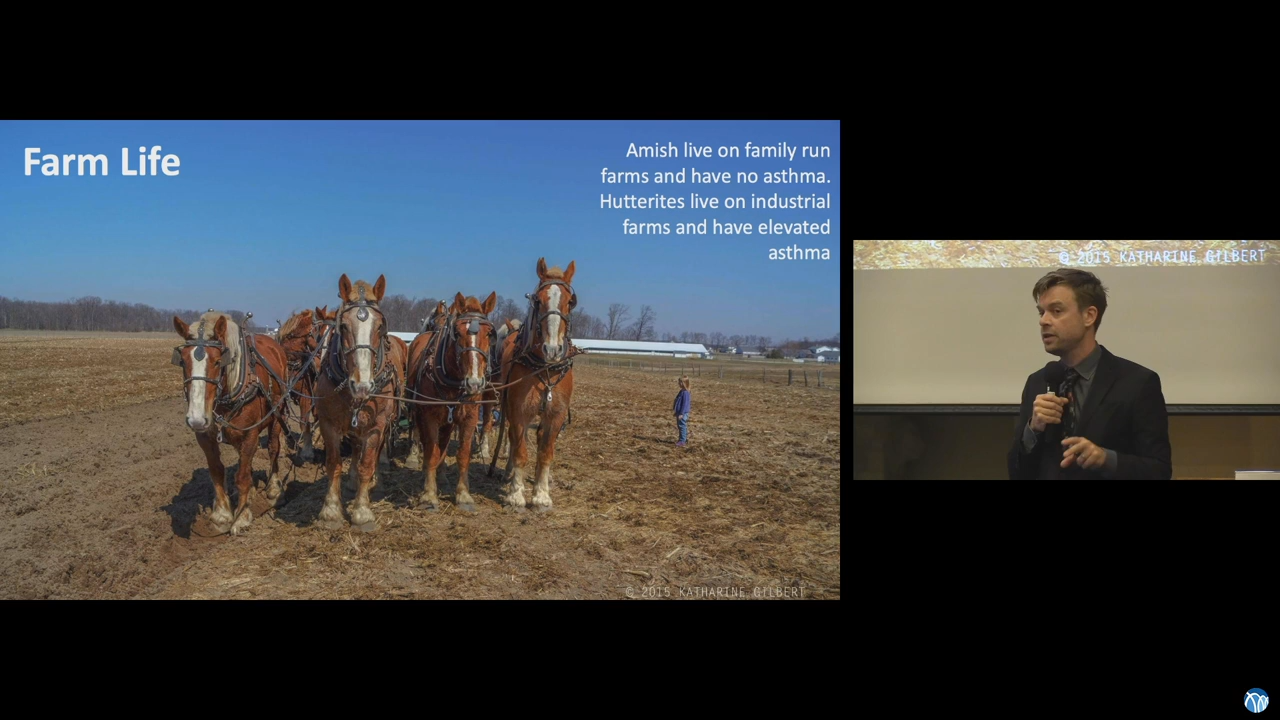 Farm Life
Amish live on family run
farms and have no asthma.
Hutterites live on industrial
farms and have elevated
asthma
© 2015 KATHARINE GILBERT
© 2015 KATHARINE GILBERT